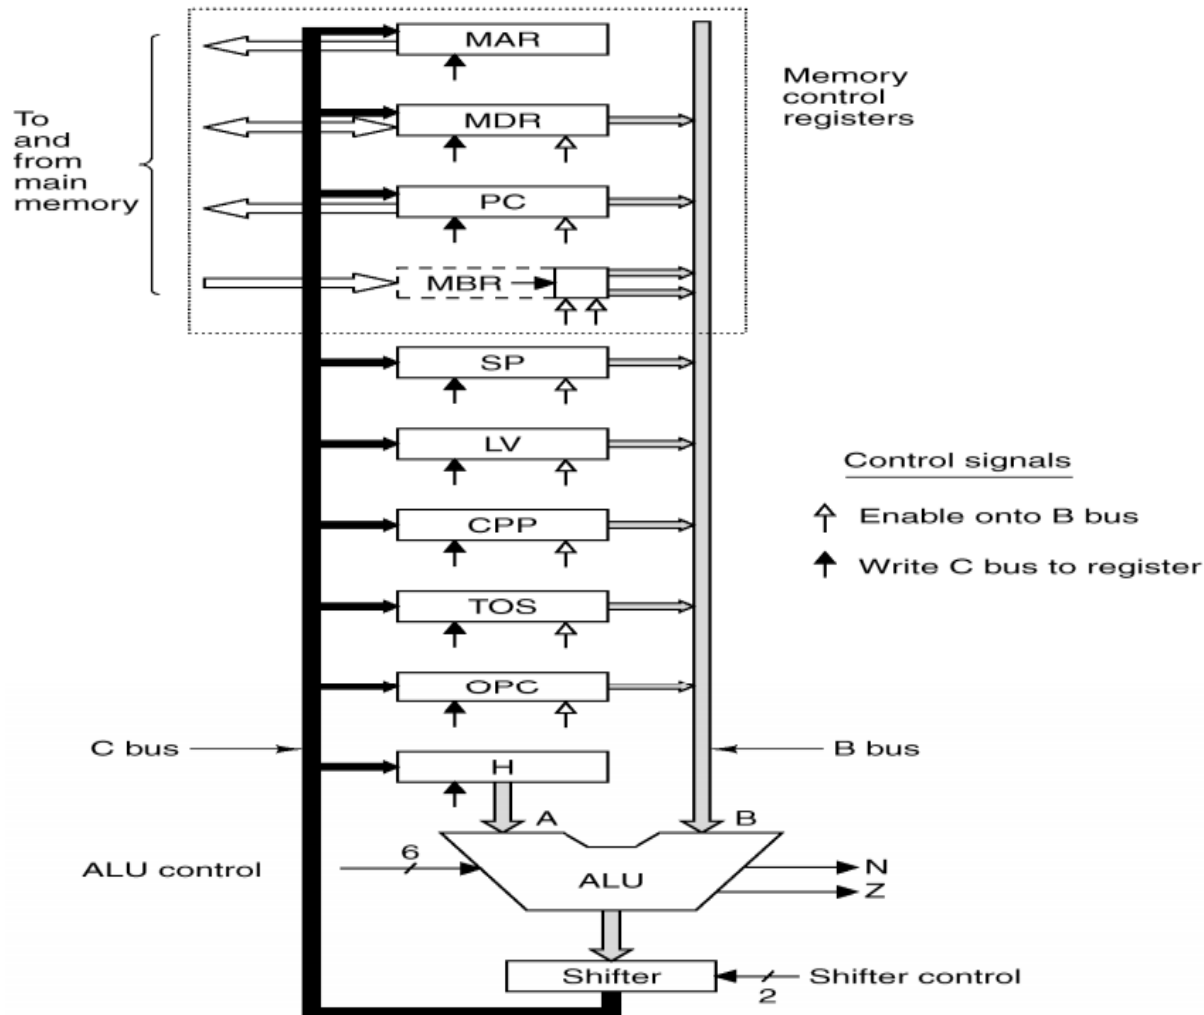 MAR
Memory
control
registers
To
and
from
main
memory
MDR
PC
MBR
SP
LV
Control signals
CPP
Enable onto B bus
Write C bus to register
TOS
OPC
C bus
B bus
H
A
B
6
ALU control
ALU
N
Z
Shifter
Shifter control
2